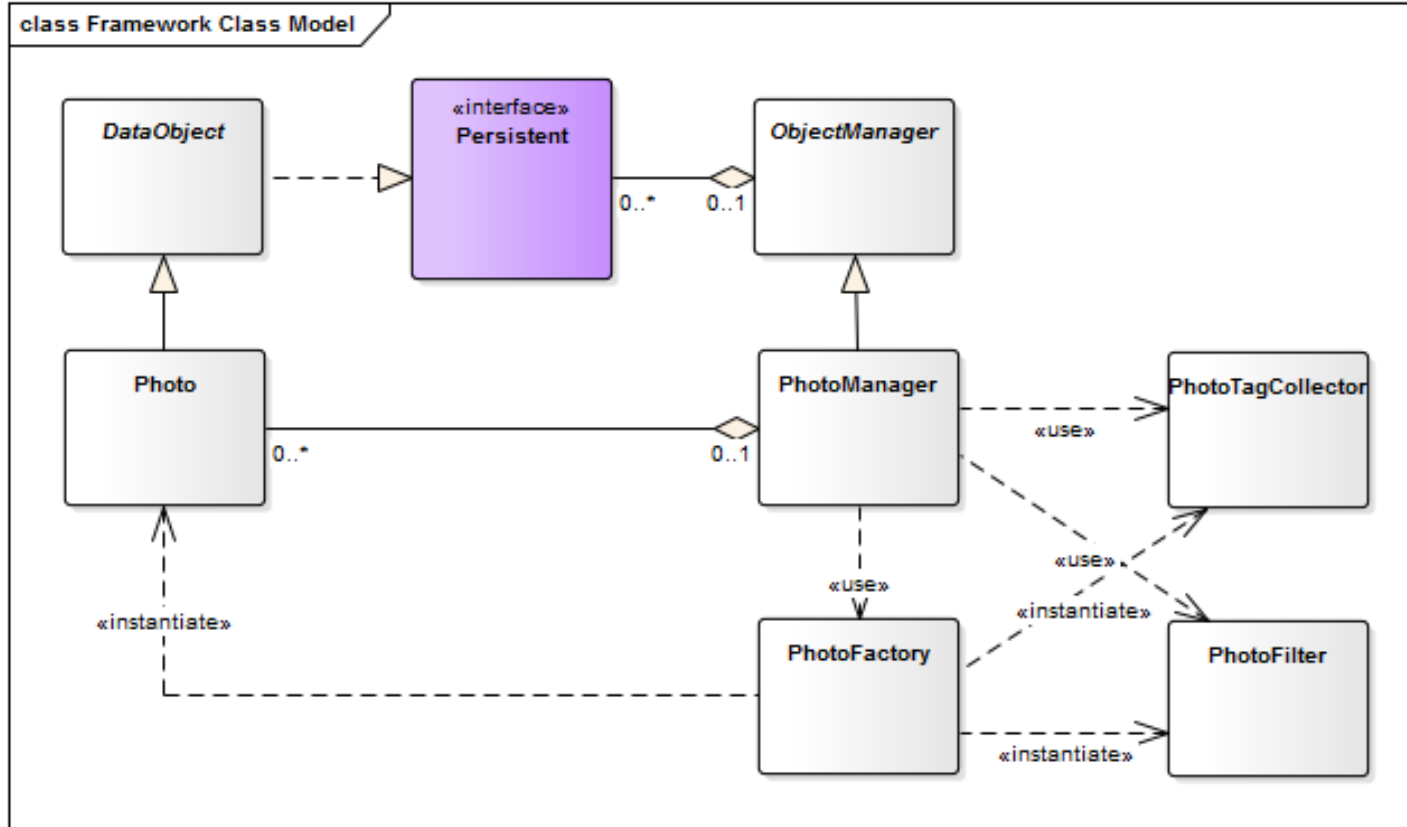 class Framework Class Model
DataObject
«interface»
Persistent
ObjectManager
0..*
0..1
Photo
PhotoManager
PhotoTagCollector
«use»
0..*
0..1
«use»
«use»
«instantiate»
«instantiate»
PhotoFactory
PhotoFilter
«instantiate»